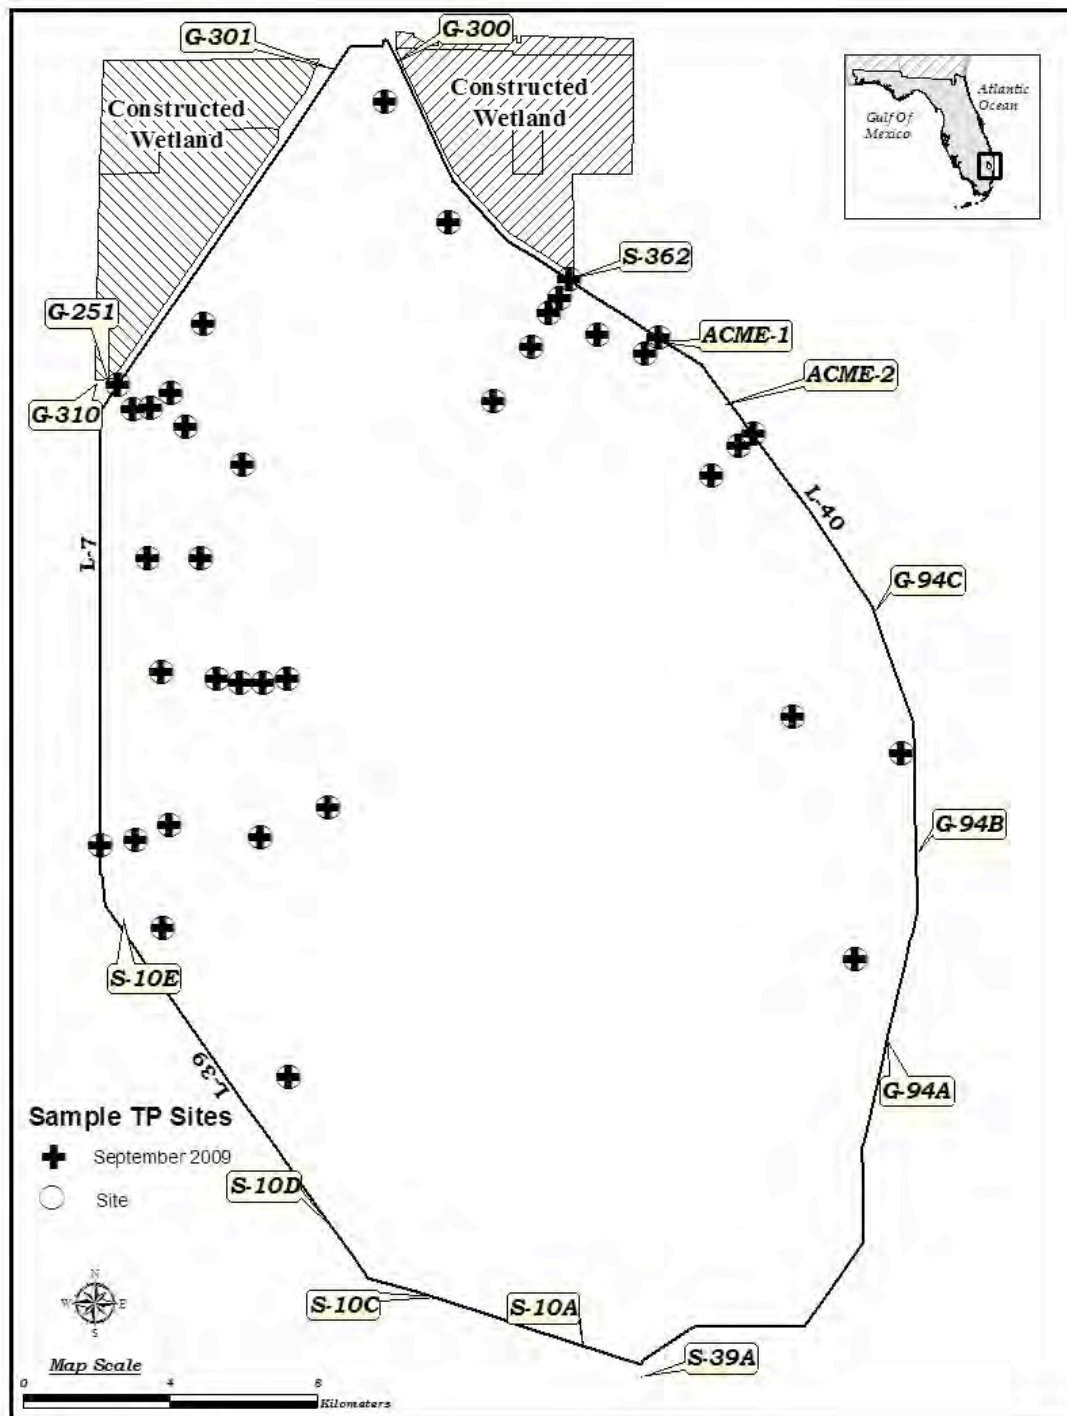 G-301
G-300
Constructed
Wetland
Constructed
Wetland
Atlantic
Ocean
Gulf Of
Mexico
S-362
G-251
ACME-1
ACME-2
G-310
L-40
L-7
G-94C
G-94B
S-10E
L-39
G-94A
Sample TP Sites
September 2009
Site
S-10D
N
W E
S
S-10C
S-10A
S-39A
Map Scale
0 4 8
Kilometers